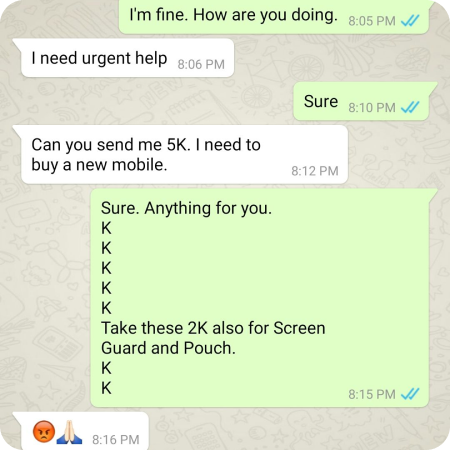 I'm fine. How are you doing. 8:05 PM
I need urgent help 8:06 PM
Sure 8:10 PM
Can you send me 5K. I need to
buy a new mobile. 8:12 PM
Sure. Anything for you.
K
K
K
K
K
Take these 2K also for Screen
Guard and Pouch.
K
K 8:15 PM
😡🙏🏻 8:16 PM